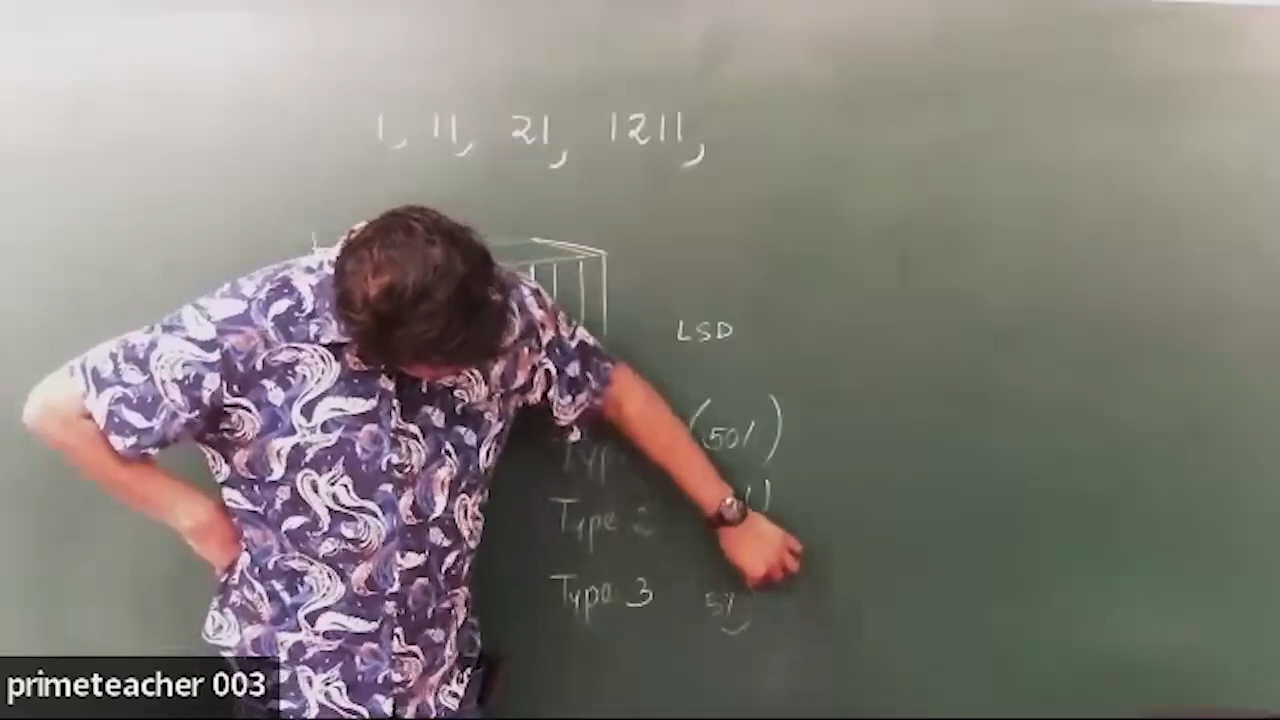 1, 11, 21, 1211,
LSD
(50%)
Type 2
Type 3 5%
primeteacher 003